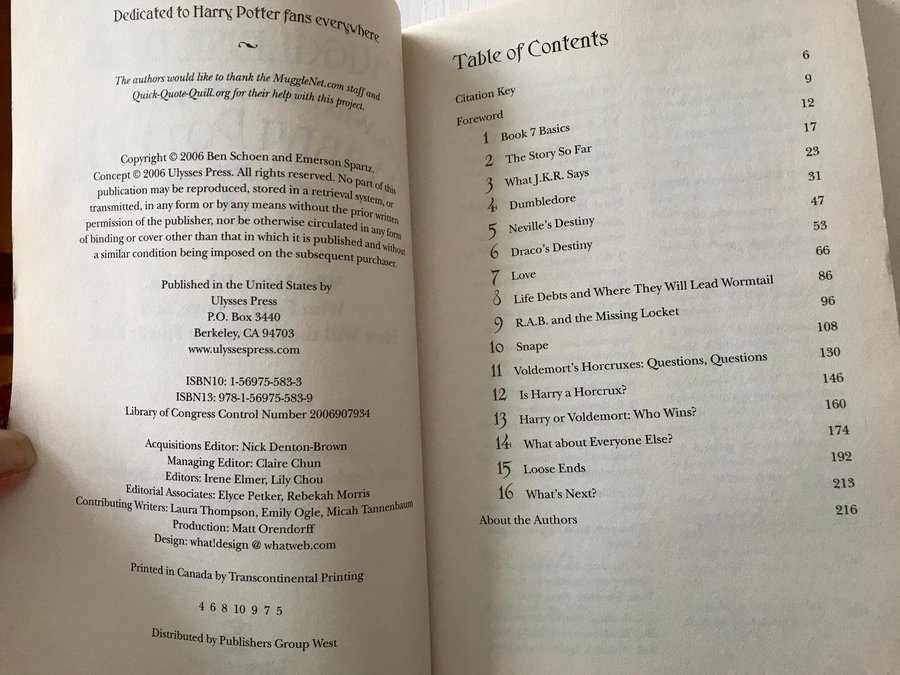 Dedicated to Harry Potter fans everywhere
The authors would like to thank the MuggleNet.com staff and
Quick-Quote-Quill.org for their help with this project.
Copyright © 2006 Ben Schoen and Emerson Spartz.
Concept © 2006 Ulysses Press. All rights reserved. No part of this
publication may be reproduced, stored in a retrieval system, or
transmitted, in any form or by any means without the prior written
permission of the publisher, nor be otherwise circulated in any form
of binding or cover other than that in which it is published and without
a similar condition being imposed on the subsequent purchaser.
Published in the United States by
Ulysses Press
P.O. Box 3440
Berkeley, CA 94703
www.ulyssespress.com
ISBN10: 1-56975-583-3
ISBN13: 978-1-56975-583-9
Library of Congress Control Number 2006907934
Acquisitions Editor: Nick Denton-Brown
Managing Editor: Claire Chun
Editors: Irene Elmer, Lily Chou
Editorial Associates: Elyce Petker, Rebekah Morris
Contributing Writers: Laura Thompson, Emily Ogle, Micah Tannenbaum
Production: Matt Orendorff
Design: what!design @ whatweb.com
Printed in Canada by Transcontinental Printing
4 6 8 10 9 7 5
Distributed by Publishers Group West
Table of Contents
Citation Key 6
Foreword 9
1 Book 7 Basics 12
2 The Story So Far 17
3 What J.K.R. Says 23
4 Dumbledore 31
5 Neville's Destiny 47
6 Draco's Destiny 53
7 Love 66
8 Life Debts and Where They Will Lead Wormtail 86
9 R.A.B. and the Missing Locket 96
10 Snape 108
11 Voldemort's Horcruxes: Questions, Questions 130
12 Is Harry a Horcrux? 146
13 Harry or Voldemort: Who Wins? 160
14 What about Everyone Else? 174
15 Loose Ends 192
16 What's Next? 213
About the Authors 216